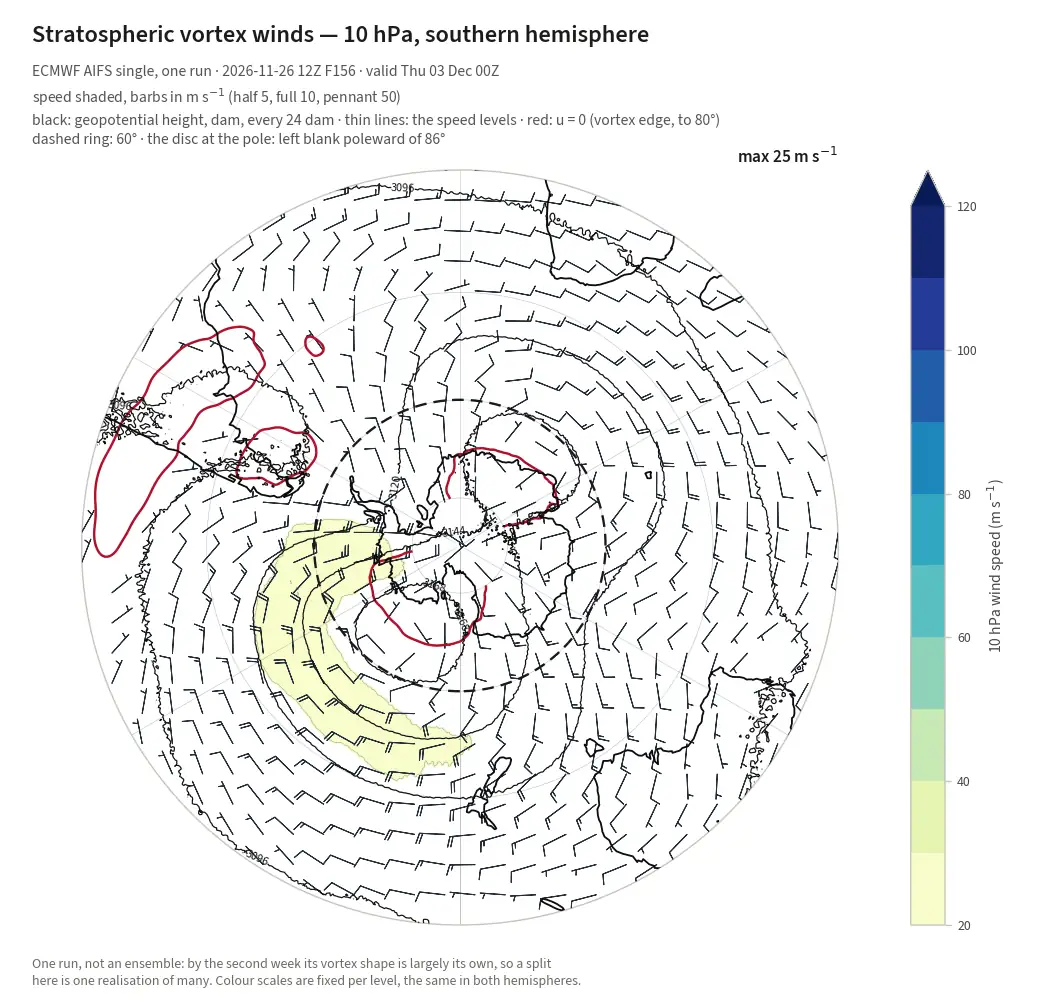 Stratospheric vortex winds — 10 hPa, southern hemisphere
ECMWF AIFS single, one run · 2026-11-26 12Z F156 · valid Thu 03 Dec 00Z
speed shaded, barbs in m s⁻¹ (half 5, full 10, pennant 50)
black: geopotential height, dam, every 24 dam · thin lines: the speed levels · red: u = 0 (vortex edge, to 80°)
dashed ring: 60° · the disc at the pole: left blank poleward of 86°
max 25 m s⁻¹
3096
3120
3144
3096
120
100
80
60
40
20
10 hPa wind speed (m s⁻¹)
One run, not an ensemble: by the second week its vortex shape is largely its own, so a split
here is one realisation of many. Colour scales are fixed per level, the same in both hemispheres.